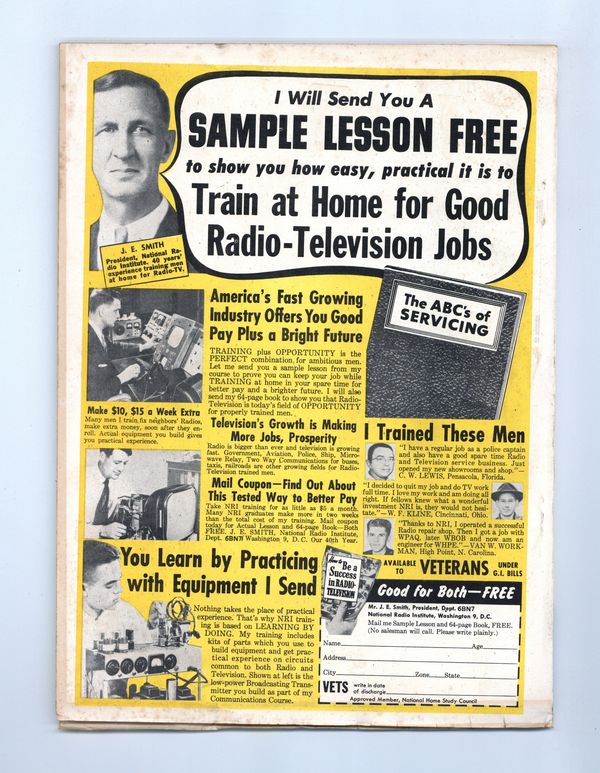 I Will Send You A
SAMPLE LESSON FREE
to show you how easy, practical it is to
Train at Home for Good
Radio-Television Jobs
J. E. SMITH
President, National Ra-
dio Institute. 40 years'
experience training men
at home for Radio-TV.
America's Fast Growing
Industry Offers You Good
Pay Plus a Bright Future
TRAINING plus OPPORTUNITY is the
PERFECT combination for ambitious men.
Let me send you a sample lesson from my
course to prove you can keep your job while
TRAINING at home in your spare time for
better pay and a brighter future. I will also
send my 64-page book to show you that Radio-
Television is today's field of OPPORTUNITY
for properly trained men.
The ABC's of
SERVICING
Make $10, $15 a Week Extra
Many men I train fix neighbors' Radios,
make extra money, soon after they en-
roll. Actual equipment you build gives
you practical experience.
Television's Growth is Making
More Jobs, Prosperity
Radio is bigger than ever and television is growing
fast. Government, Aviation, Police, Ship, Micro-
wave Relay, Two Way Communications for buses,
taxis, railroads are other growing fields for Radio-
Television trained men.
Mail Coupon—Find Out About
This Tested Way to Better Pay
Take NRI training for as little as $5 a month.
Many NRI graduates make more in two weeks
than the total cost of my training. Mail coupon
today for Actual Lesson and 64-page Book—Both
FREE. J. E. SMITH, National Radio Institute,
Dept. 6BN7 Washington 9, D.C. Our 40th Year.
I Trained These Men
"I have a regular job as a police captain
and also have a good spare time Radio
and Television service business. Just
opened my new showrooms and shop."—
C. W. LEWIS, Pensacola, Florida.
"I decided to quit my job and do TV work
full time. I love my work and am doing all
right. If fellows knew what a wonderful
investment NRI is, they would not hesi-
tate."—W. F. KLINE, Cincinnati, Ohio.
"Thanks to NRI, I operated a successful
Radio repair shop. Then I got a job with
WPAQ, later WBOB and now am an
engineer for WHPE."—VAN W. WORK-
MAN, High Point, N. Carolina.
AVAILABLE
TO VETERANS UNDER
G.I. BILLS
You Learn by Practicing
with Equipment I Send
Nothing takes the place of practical
experience. That's why NRI train-
ing is based on LEARNING BY
DOING. My training includes
kits of parts which you use to
build equipment and get prac-
tical experience on circuits
common to both Radio and
Television. Shown at left is the
low-power Broadcasting Trans-
mitter you build as part of my
Communications Course.
How to
Be a
Success
in RADIO-
TELEVISION
Good for Both—FREE
Mr. J. E. Smith, President, Dept. 6BN7
National Radio Institute, Washington 9, D.C.
Mail me Sample Lesson and 64-page Book, FREE.
(No salesman will call. Please write plainly.)
Name Age
Address
City Zone State
VETS write in date
of discharge
Approved Member, National Home Study Council